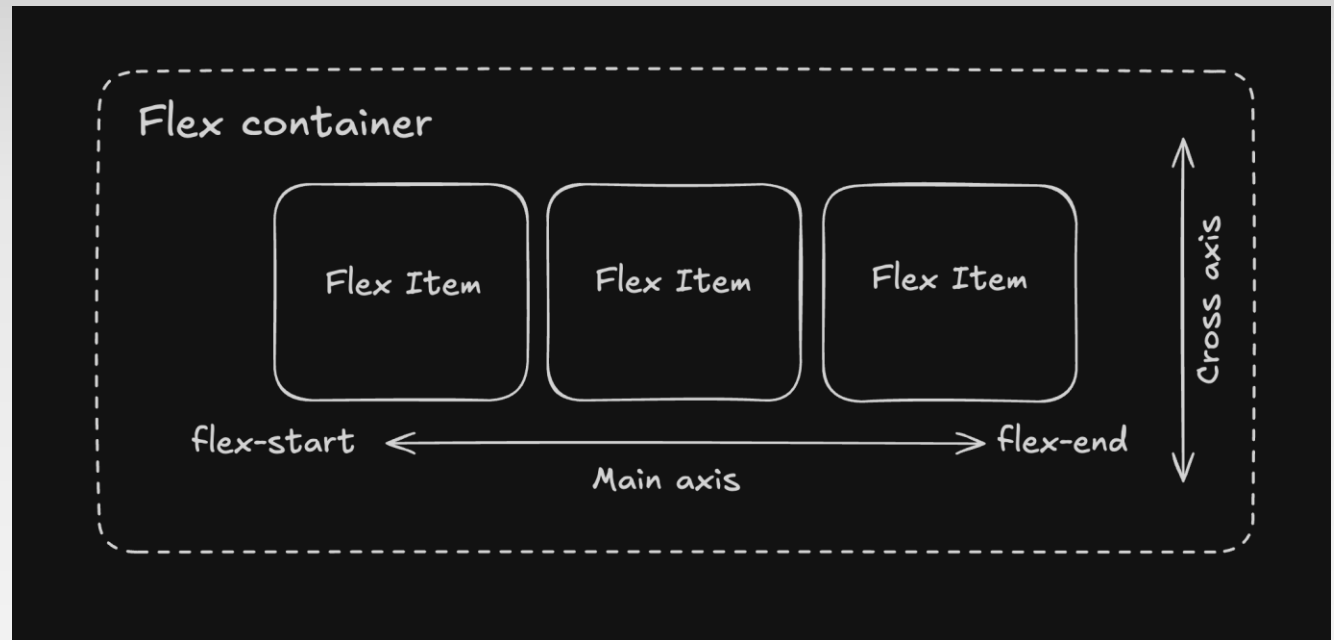 Flex container
Flex Item
Flex Item
Flex Item
Cross axis
flex-start
flex-end
Main axis